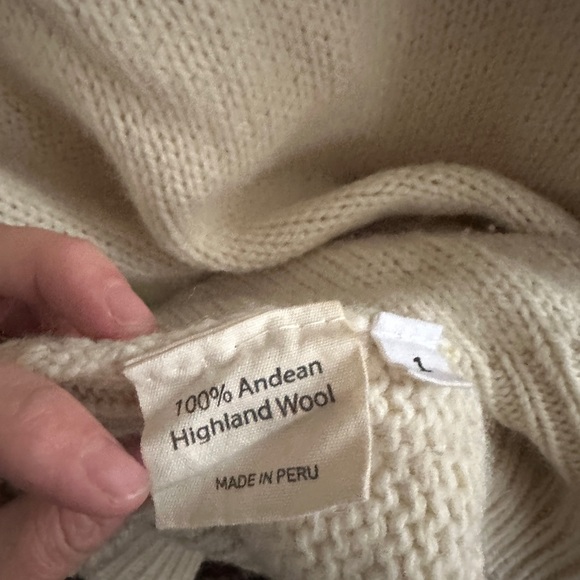 100% Andean
Highland Wool
MADE IN PERU
L